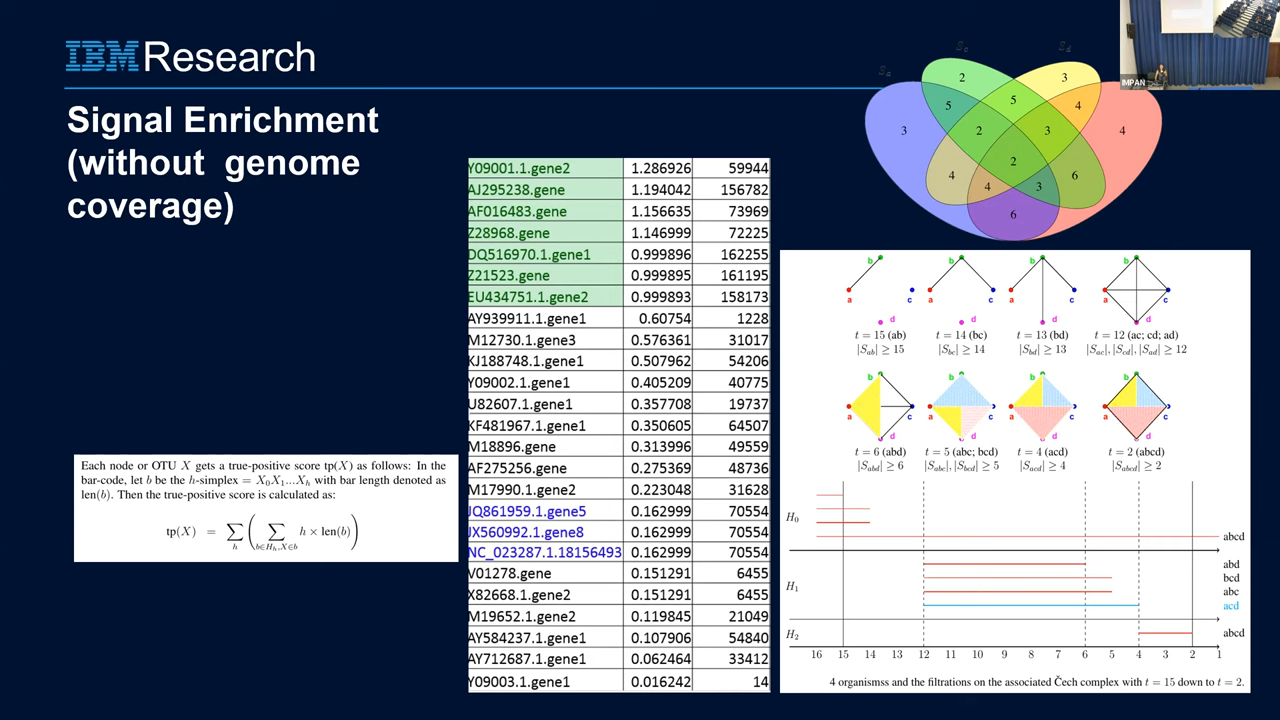 IBM Research
Signal Enrichment
(without genome
coverage)
Each node or OTU X gets a true-positive score tp(X) as follows: In the
bar-code, let b be the h-simplex = X₀X₁...Xₕ with bar length denoted as
len(b). Then the true-positive score is calculated as:
tp(X) = ∑ₕ (∑_{b∈Hₕ,X∈b} h × len(b))
Y09001.1.gene2 1.286926 59944
AJ295238.gene 1.194042 156782
AF016483.gene 1.156635 73969
Z28968.gene 1.146999 72225
DQ516970.1.gene1 0.999896 162255
Z21523.gene 0.999895 161195
EU434751.1.gene2 0.999893 158173
AY939911.1.gene1 0.60754 1228
M12730.1.gene3 0.576361 31017
KJ188748.1.gene1 0.507962 54206
Y09002.1.gene1 0.405209 40775
U82607.1.gene1 0.357708 19737
KF481967.1.gene1 0.350605 64507
M18896.gene 0.313996 49559
AF275256.gene 0.275369 48736
M17990.1.gene2 0.223048 31628
JQ861959.1.gene5 0.162999 70554
JX560992.1.gene8 0.162999 70554
NC_023287.1.18156493 0.162999 70554
V01278.gene 0.151291 6455
X82668.1.gene2 0.151291 6455
M19652.1.gene2 0.119845 21049
AY584237.1.gene1 0.107906 54840
AY712687.1.gene1 0.062464 33412
Y09003.1.gene1 0.016242 14
Sₐ S_c S_d
2 3
5 5 4
3 2 3 4
2
4 4 3 6
6
IMPAN
b b b b
a c a c a c a c
d d d d
t = 15 (ab) t = 14 (bc) t = 13 (bd) t = 12 (ac; cd; ad)
|S_ab| ≥ 15 |S_bc| ≥ 14 |S_bd| ≥ 13 |S_ac|, |S_cd|, |S_ad| ≥ 12
b b b b
a c a c a c a c
d d d d
t = 6 (abd) t = 5 (abc; bcd) t = 4 (acd) t = 2 (abcd)
|S_abd| ≥ 6 |S_abc|, |S_bcd| ≥ 5 |S_acd| ≥ 4 |S_abcd| ≥ 2
H₀
abcd
abd
H₁ bcd
abc
acd
H₂ abcd
16 15 14 13 12 11 10 9 8 7 6 5 4 3 2 1
4 organismss and the filtrations on the associated Čech complex with t = 15 down to t = 2.